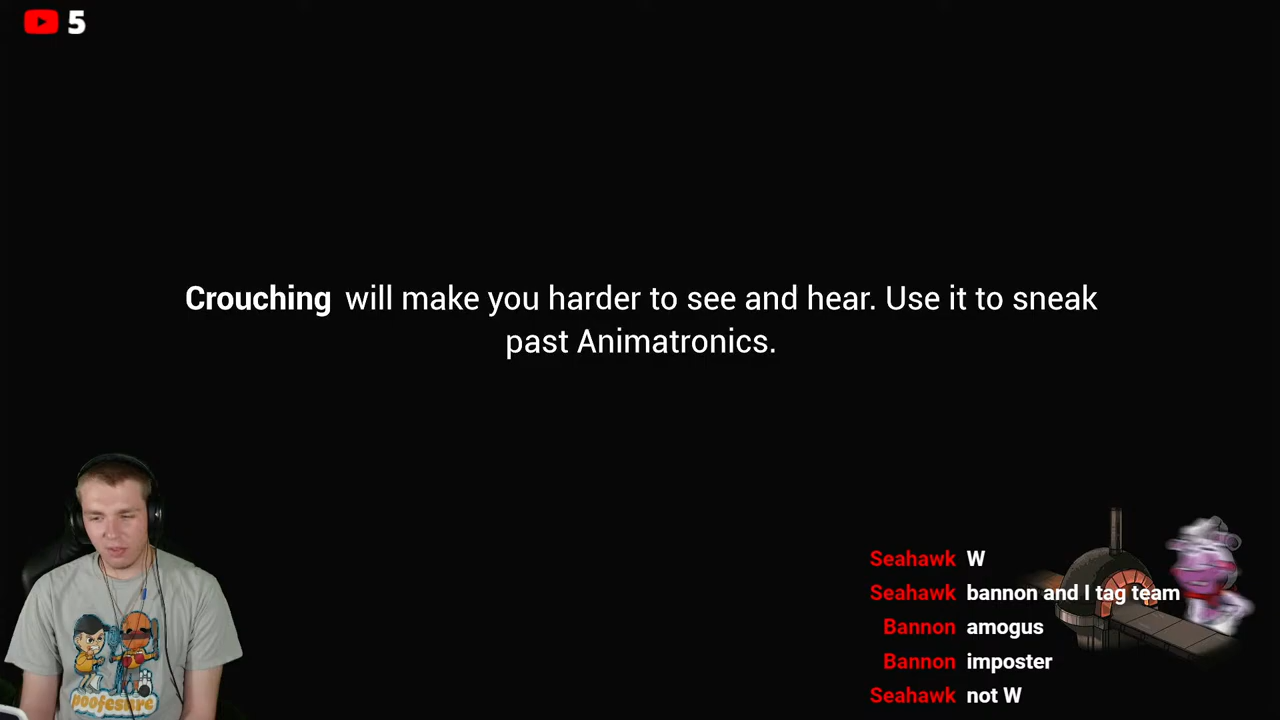 5
Crouching will make you harder to see and hear. Use it to sneak
past Animatronics.
Seahawk W
Seahawk bannon and I tag team
Bannon amogus
Bannon imposter
Seahawk not W
poofesure